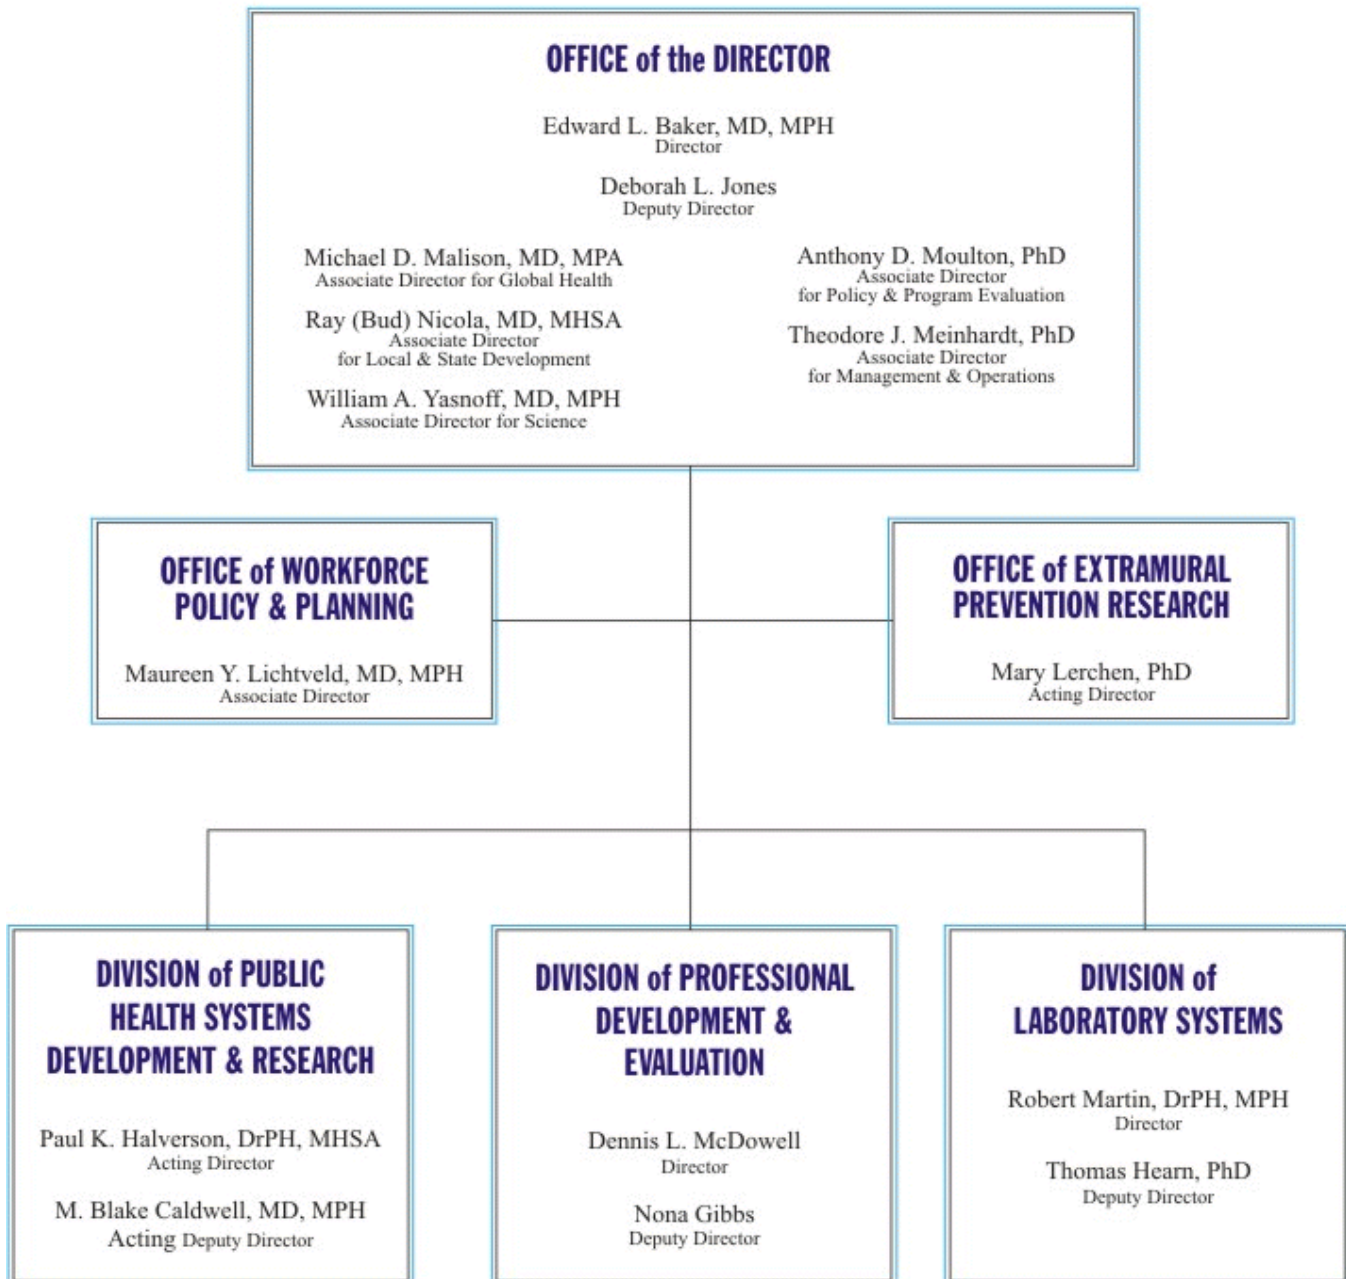 OFFICE of the DIRECTOR
Edward L. Baker, MD, MPH
Director
Deborah L. Jones
Deputy Director
Michael D. Malison, MD, MPA
Associate Director for Global Health
Ray (Bud) Nicola, MD, MHSA
Associate Director
for Local & State Development
William A. Yasnoff, MD, MPH
Associate Director for Science
Anthony D. Moulton, PhD
Associate Director
for Policy & Program Evaluation
Theodore J. Meinhardt, PhD
Associate Director
for Management & Operations
OFFICE of WORKFORCE
POLICY & PLANNING
Maureen Y. Lichtveld, MD, MPH
Associate Director
OFFICE of EXTRAMURAL
PREVENTION RESEARCH
Mary Lerchen, PhD
Acting Director
DIVISION of PUBLIC
HEALTH SYSTEMS
DEVELOPMENT & RESEARCH
Paul K. Halverson, DrPH, MHSA
Acting Director
M. Blake Caldwell, MD, MPH
Acting Deputy Director
DIVISION of PROFESSIONAL
DEVELOPMENT &
EVALUATION
Dennis L. McDowell
Director
Nona Gibbs
Deputy Director
DIVISION of
LABORATORY SYSTEMS
Robert Martin, DrPH, MPH
Director
Thomas Hearn, PhD
Deputy Director